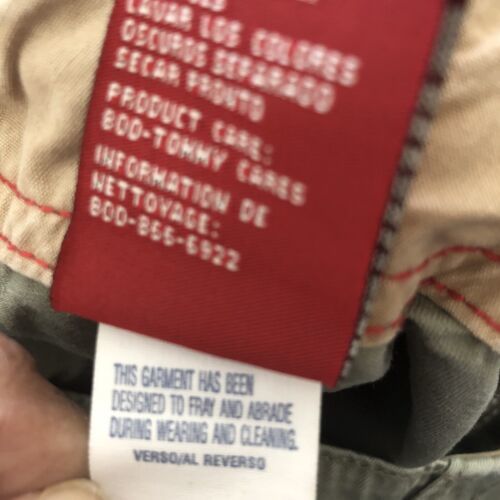 LAVAR LOS COLORES
OSCUROS SEPARADO
SECAR PRONTO
PRODUCT CARE:
800-TOMMY CARES
INFORMATION DE
NETTOYAGE:
800-866-6922
THIS GARMENT HAS BEEN
DESIGNED TO FRAY AND ABRADE
DURING WEARING AND CLEANING.
VERSO/AL REVERSO